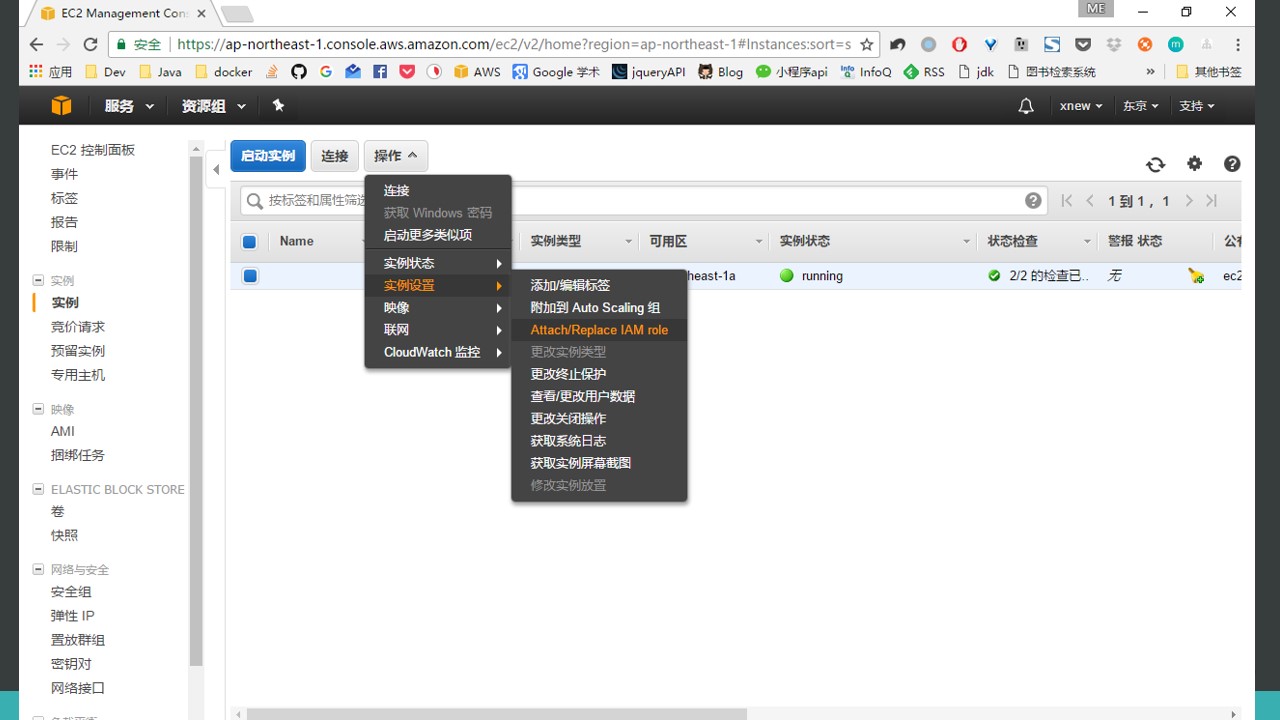 EC2 Management Con
ME
安全 https://ap-northeast-1.console.aws.amazon.com/ec2/v2/home?region=ap-northeast-1#Instances:sort=s
应用 Dev Java docker AWS Google 学术 jqueryAPI Blog 小程序api InfoQ RSS jdk 图书检索系统 » 其他书签
服务 资源组 xnew 东京 支持
EC2 控制面板
事件
标签
报告
限制
实例
实例
竞价请求
预留实例
专用主机
映像
AMI
捆绑任务
ELASTIC BLOCK STORE
卷
快照
网络与安全
安全组
弹性 IP
置放群组
密钥对
网络接口
启动实例 连接 操作
按标签和属性筛选
1 到 1， 1
Name 实例类型 可用区 实例状态 状态检查 警报 状态 公有
heast-1a running 2/2 的检查已.. 无 ec2
连接
获取 Windows 密码
启动更多类似项
实例状态
实例设置
映像
联网
CloudWatch 监控
添加/编辑标签
附加到 Auto Scaling 组
Attach/Replace IAM role
更改实例类型
更改终止保护
查看/更改用户数据
更改关闭操作
获取系统日志
获取实例屏幕截图
修改实例放置